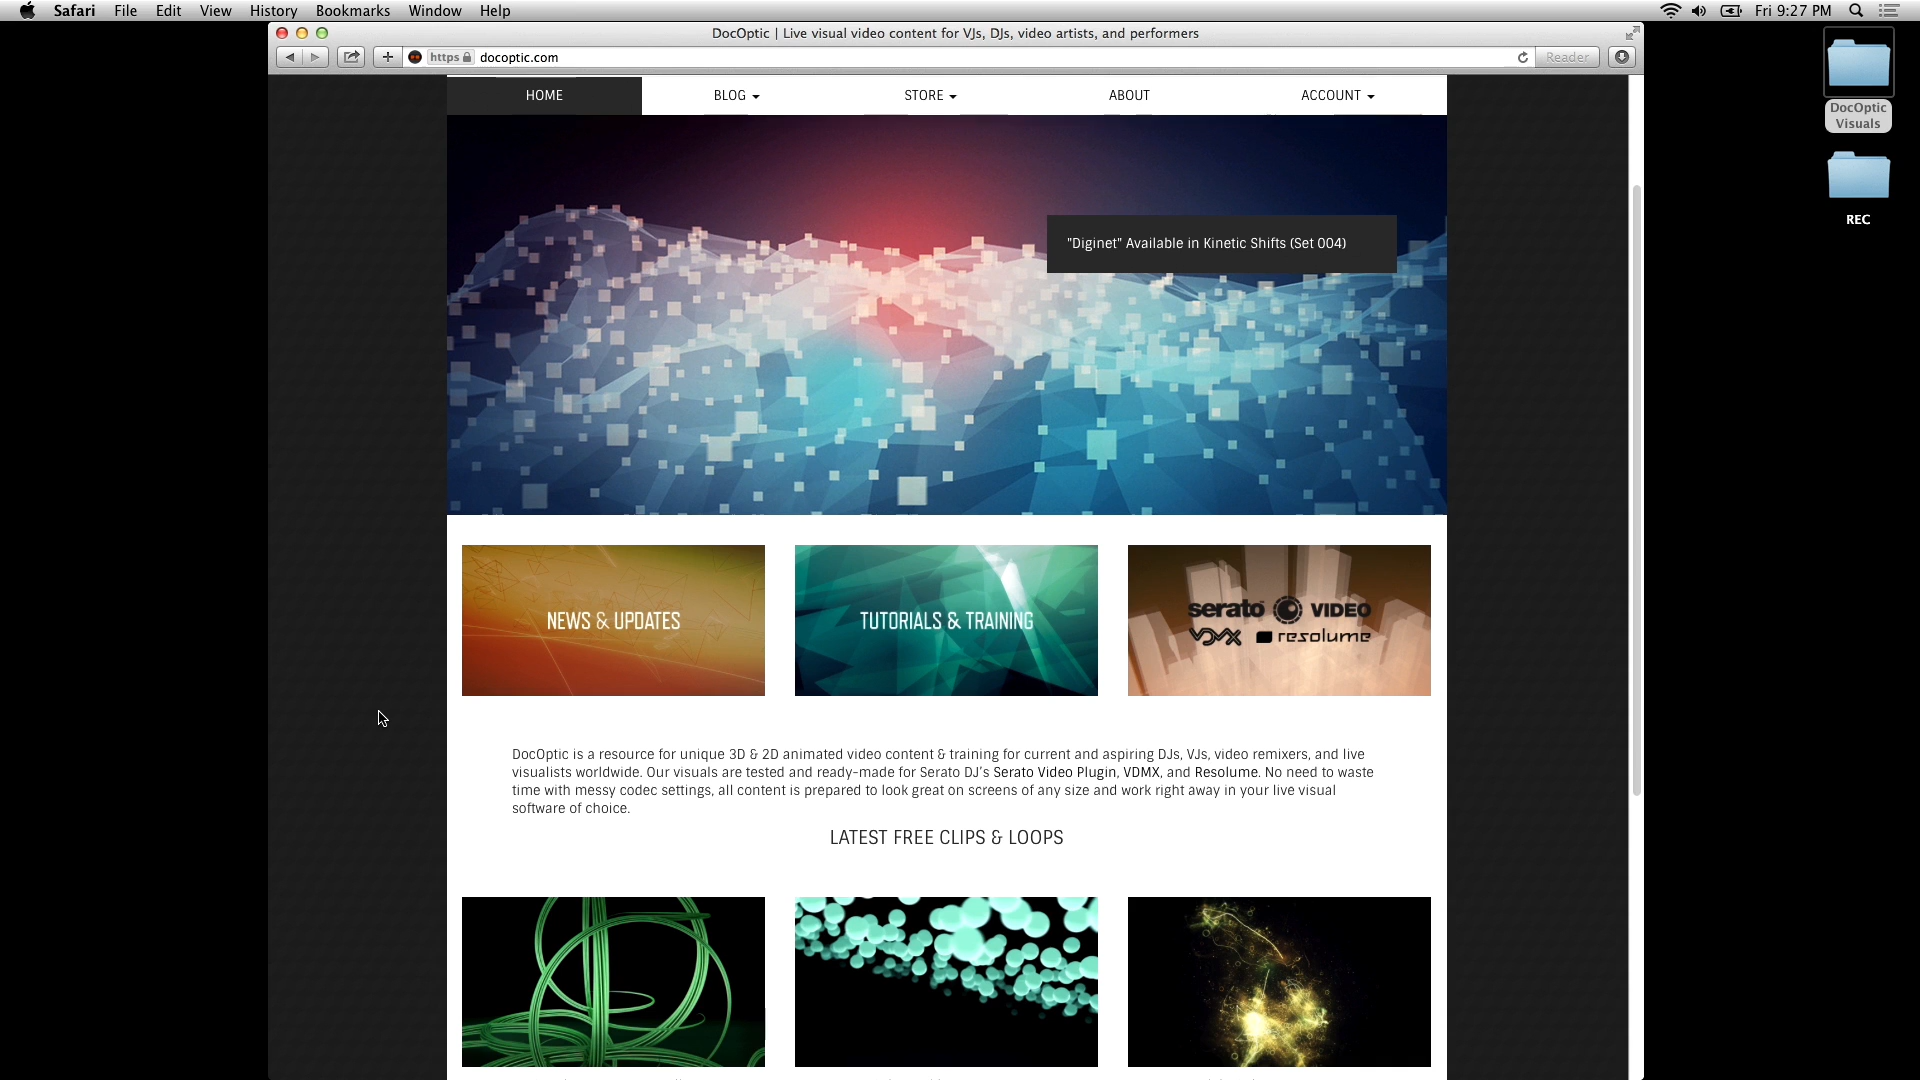 Safari File Edit View History Bookmarks Window Help
Fri 9:27 PM
DocOptic | Live visual video content for VJs, DJs, video artists, and performers
https docoptic.com
Reader
DocOptic
Visuals
REC
HOME BLOG STORE ABOUT ACCOUNT
"Diginet" Available in Kinetic Shifts (Set 004)
NEWS & UPDATES
TUTORIALS & TRAINING
serato VIDEO
VDMX resolume
DocOptic is a resource for unique 3D & 2D animated video content & training for current and aspiring DJs, VJs, video remixers, and live
visualists worldwide. Our visuals are tested and ready-made for Serato DJ's Serato Video Plugin, VDMX, and Resolume. No need to waste
time with messy codec settings, all content is prepared to look great on screens of any size and work right away in your live visual
software of choice.
LATEST FREE CLIPS & LOOPS